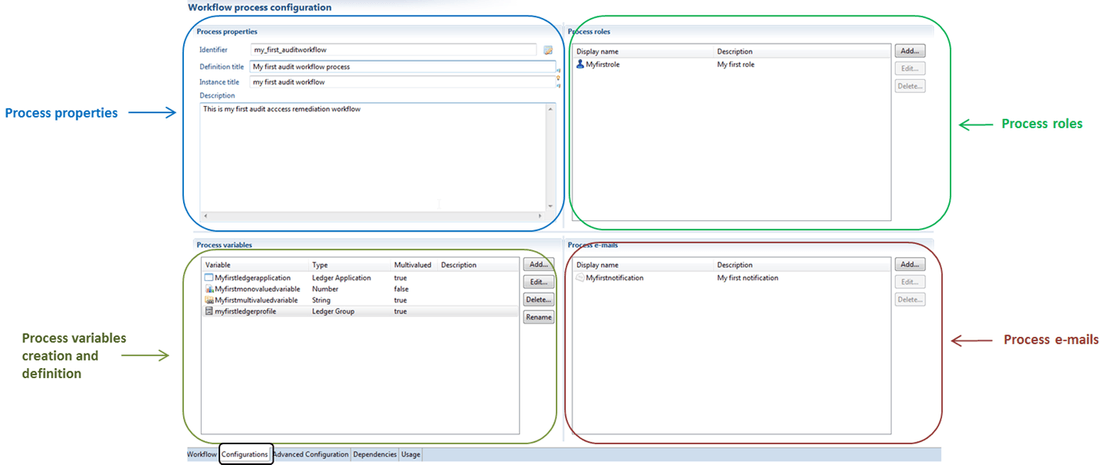 Workflow process configuration
Process properties
Identifier my_first_auditworkflow
Definition title My first audit workflow process
Instance title my first audit workflow
Description
This is my first audit acccess remediation workflow
Process roles
Display name Description
Myfirstrole My first role
Add...
Edit...
Delete...
Process properties
Process roles
Process variables
Variable Type Multivalued Description
Myfirstledgerapplication Ledger Application true
Myfirstmonovaluedvariable Number false
Myfirstmultivaluedvariable String true
myfirstledgerprofile Ledger Group true
Add...
Edit...
Delete...
Rename
Process e-mails
Display name Description
Myfirstnotification My first notification
Add...
Edit...
Delete...
Process variables
creation and
definition
Process e-mails
Workflow Configurations Advanced Configuration Dependencies Usage